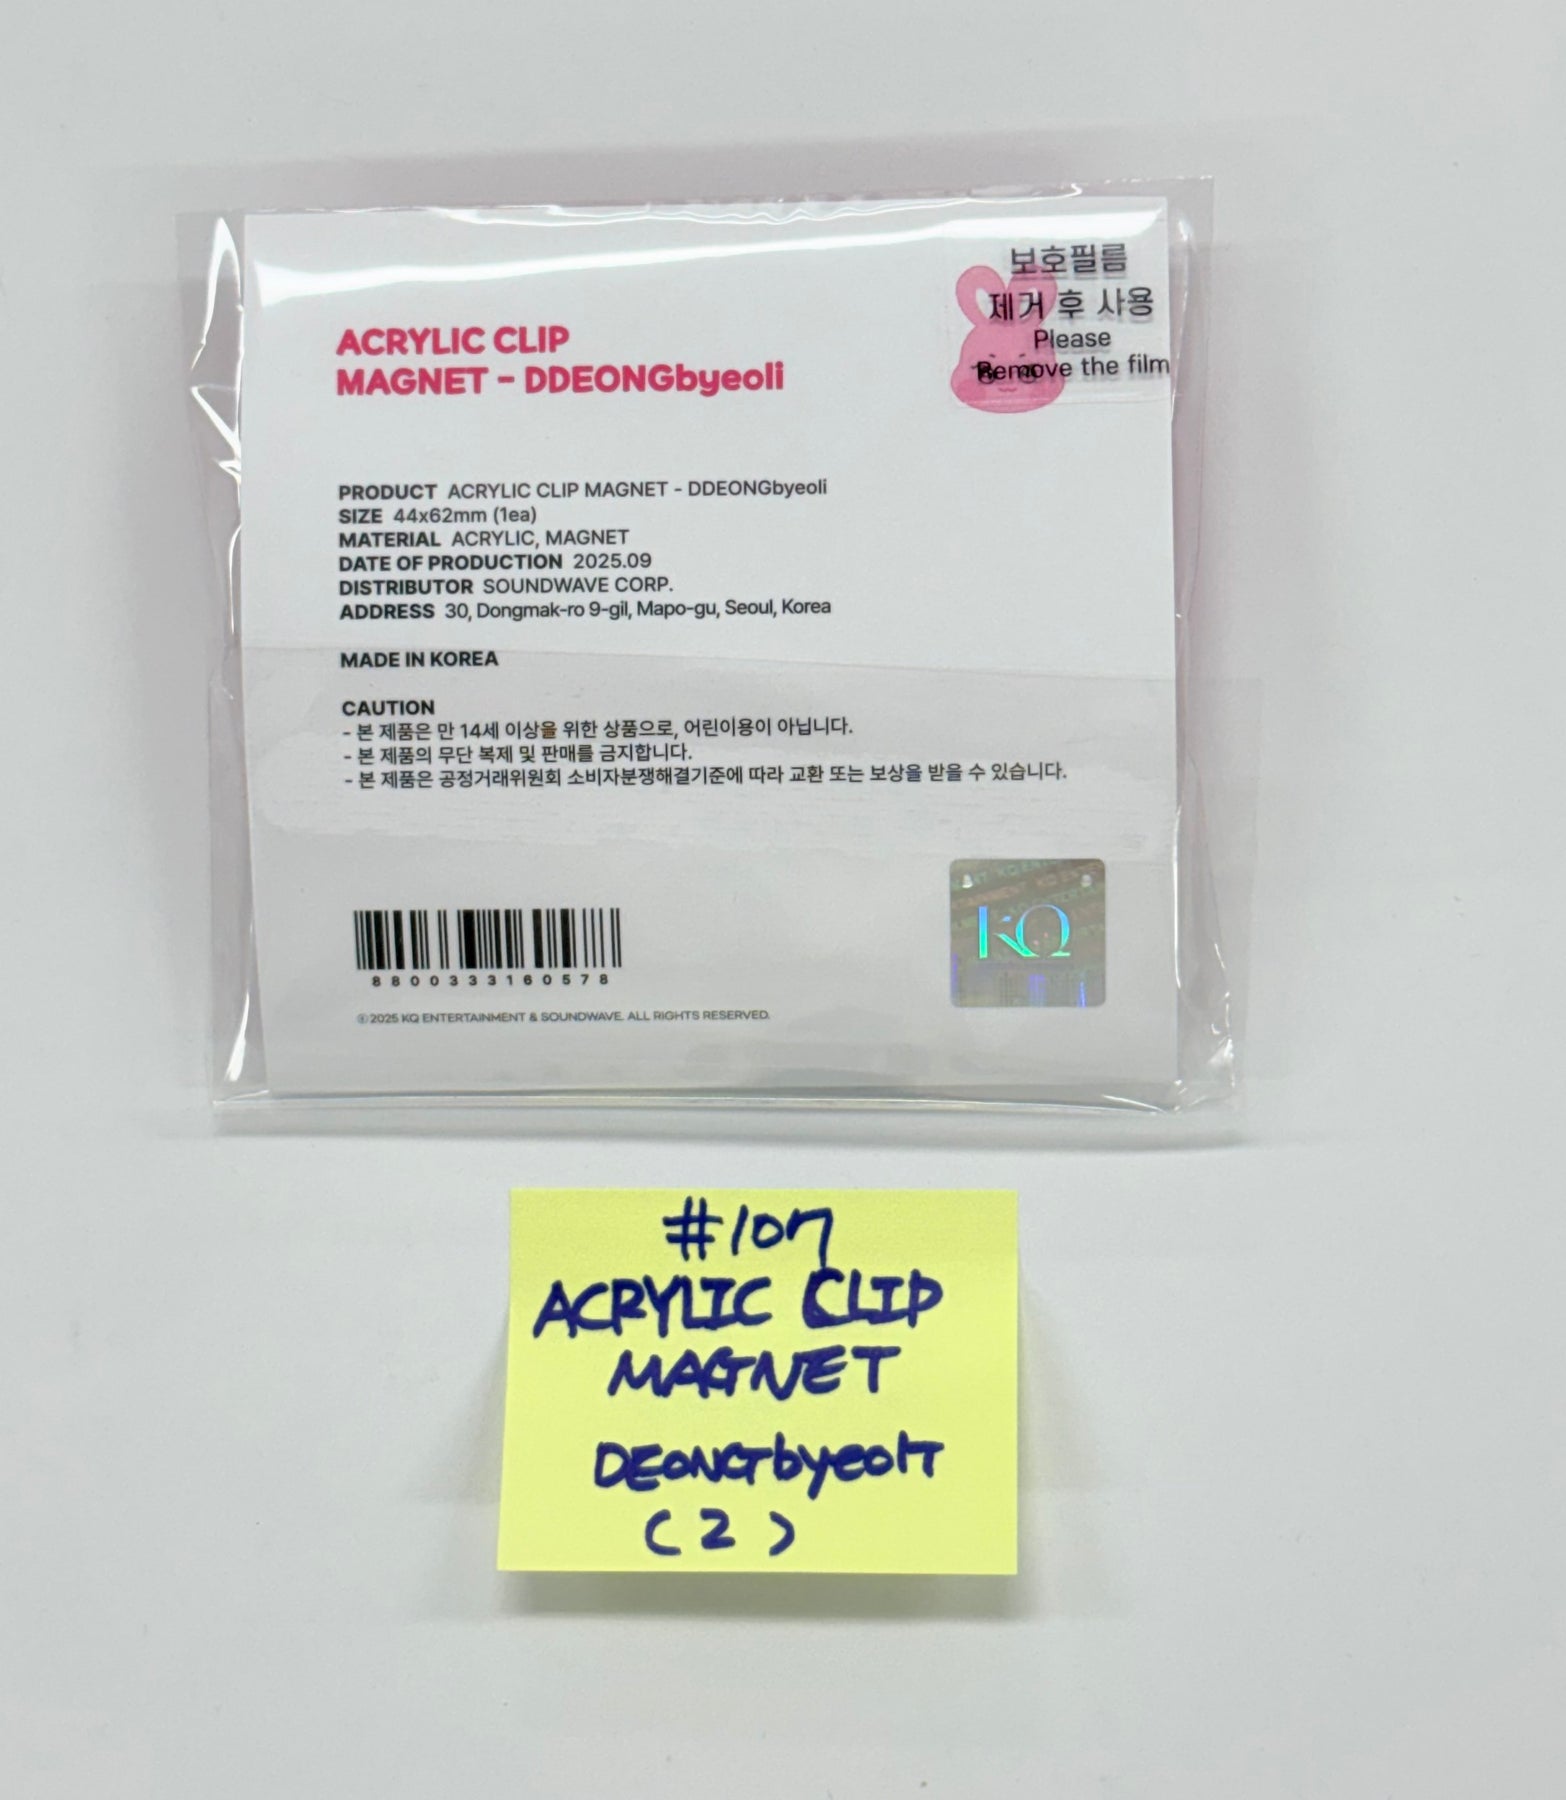 보호필름
제거 후 사용
Please
Remove the film
ACRYLIC CLIP
MAGNET - DDEONGbyeoli
PRODUCT ACRYLIC CLIP MAGNET - DDEONGbyeoli
SIZE 44x62mm (1ea)
MATERIAL ACRYLIC, MAGNET
DATE OF PRODUCTION 2025.09
DISTRIBUTOR SOUNDWAVE CORP.
ADDRESS 30, Dongmak-ro 9-gil, Mapo-gu, Seoul, Korea
MADE IN KOREA
CAUTION
- 본 제품은 만 14세 이상을 위한 상품으로, 어린이용이 아닙니다.
- 본 제품의 무단 복제 및 판매를 금지합니다.
- 본 제품은 공정거래위원회 소비자분쟁해결기준에 따라 교환 또는 보상을 받을 수 있습니다.
8800333160578
KQ
ⓒ 2025 KQ ENTERTAINMENT & SOUNDWAVE. ALL RIGHTS RESERVED.
#107
ACRYLIC CLIP
MAGNET
DEONGbyeolI
(2)